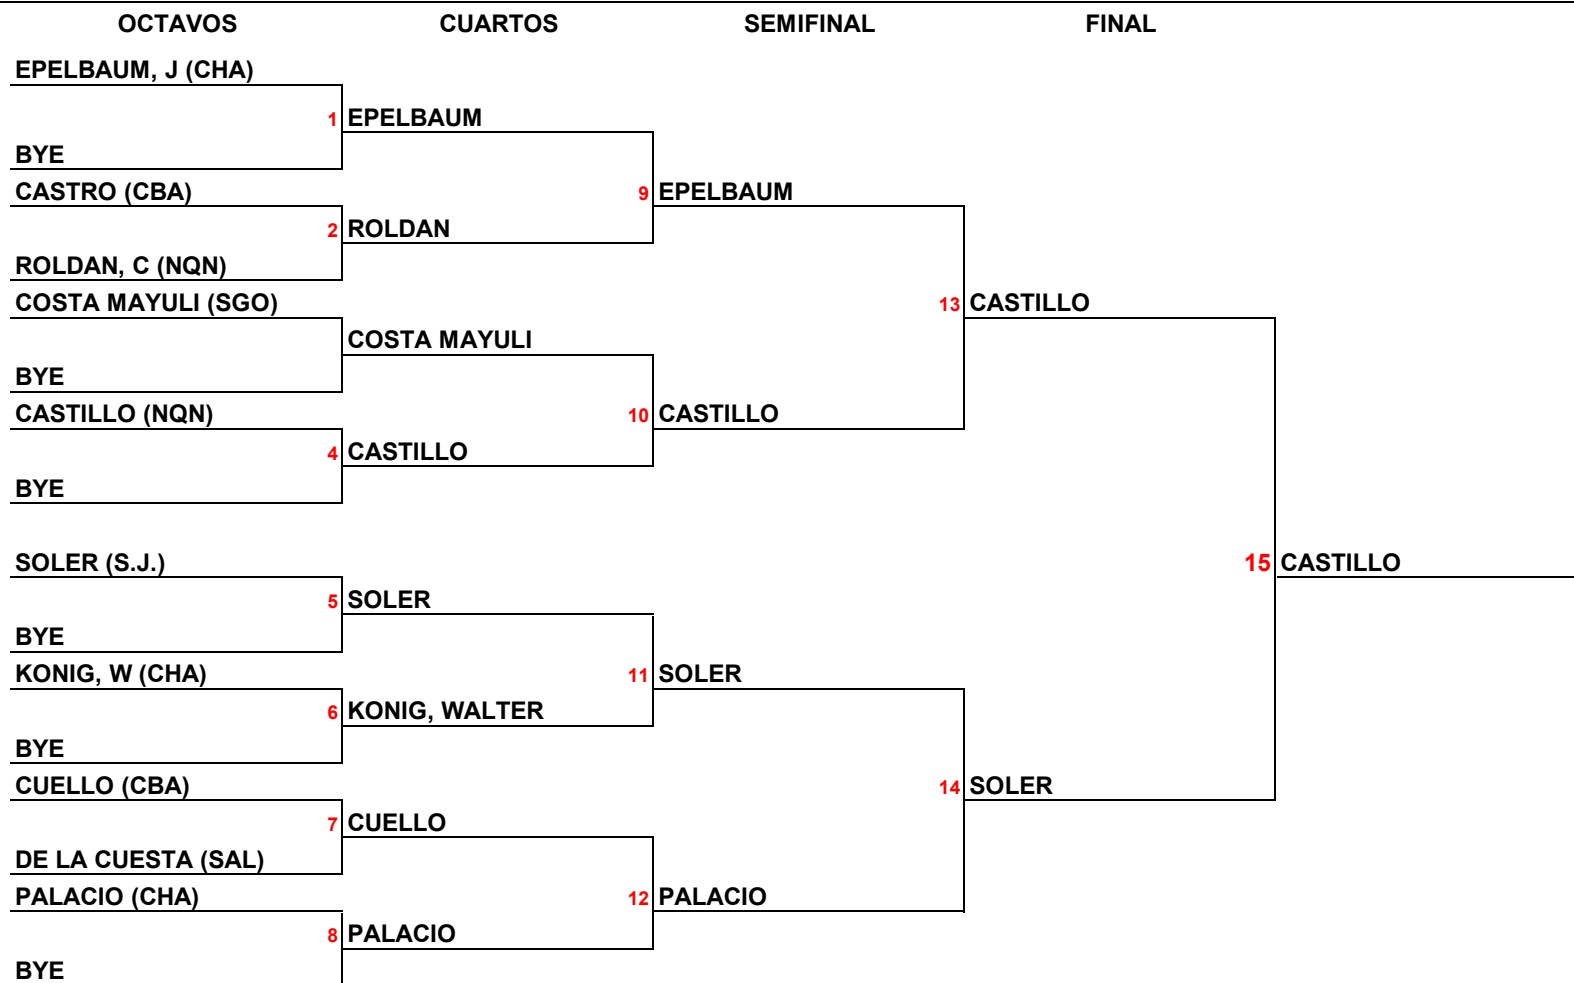 OCTAVOS CUARTOS SEMIFINAL FINAL
EPELBAUM, J (CHA)
1 EPELBAUM
BYE
CASTRO (CBA)
9 EPELBAUM
2 ROLDAN
ROLDAN, C (NQN)
COSTA MAYULI (SGO)
13 CASTILLO
COSTA MAYULI
BYE
CASTILLO (NQN)
10 CASTILLO
4 CASTILLO
BYE
SOLER (S.J.)
15 CASTILLO
5 SOLER
BYE
KONIG, W (CHA)
11 SOLER
6 KONIG, WALTER
BYE
CUELLO (CBA)
14 SOLER
7 CUELLO
DE LA CUESTA (SAL)
PALACIO (CHA)
12 PALACIO
8 PALACIO
BYE